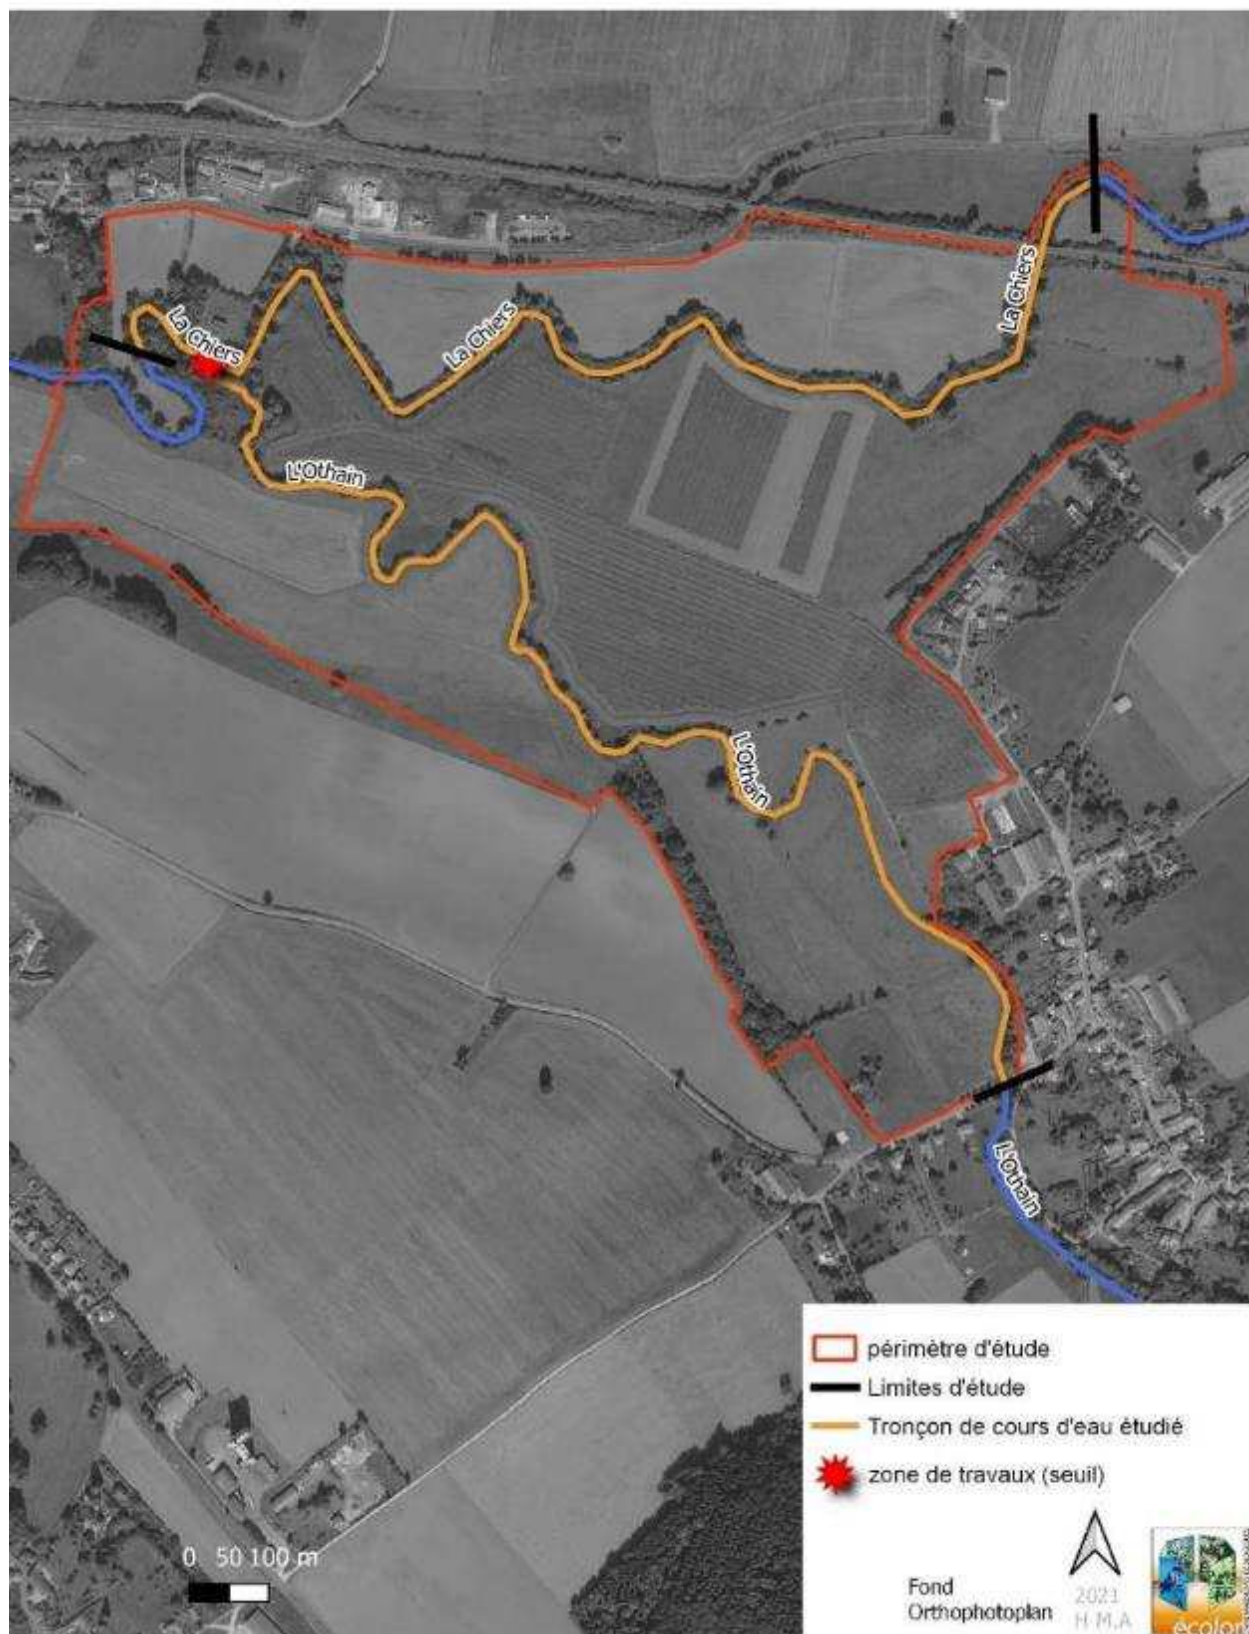 La Chiers
La Chiers
La Chiers
L'Othain
L'Othain
L'Othain
périmètre d'étude
Limites d'étude
Tronçon de cours d'eau étudié
zone de travaux (seuil)
0 50 100 m
Fond
Orthophotoplan
2021
H-M.A
écolor